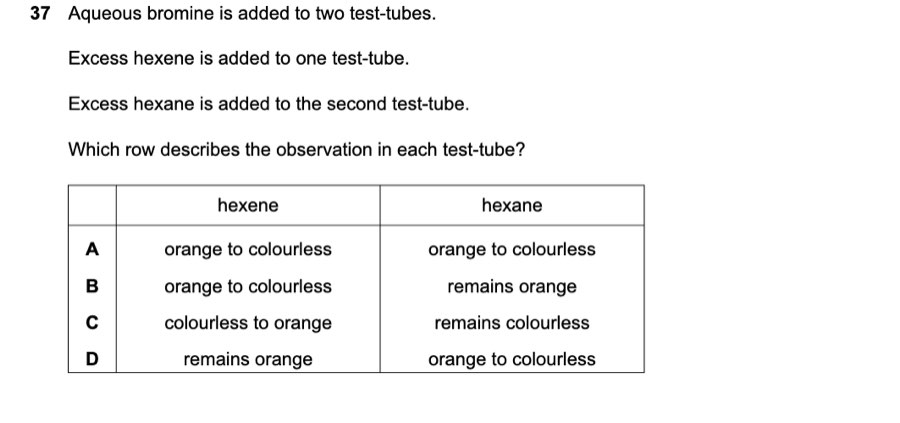 37 Aqueous bromine is added to two test-tubes.
Excess hexene is added to one test-tube.
Excess hexane is added to the second test-tube.
Which row describes the observation in each test-tube?
hexene hexane
A orange to colourless orange to colourless
B orange to colourless remains orange
C colourless to orange remains colourless
D remains orange orange to colourless